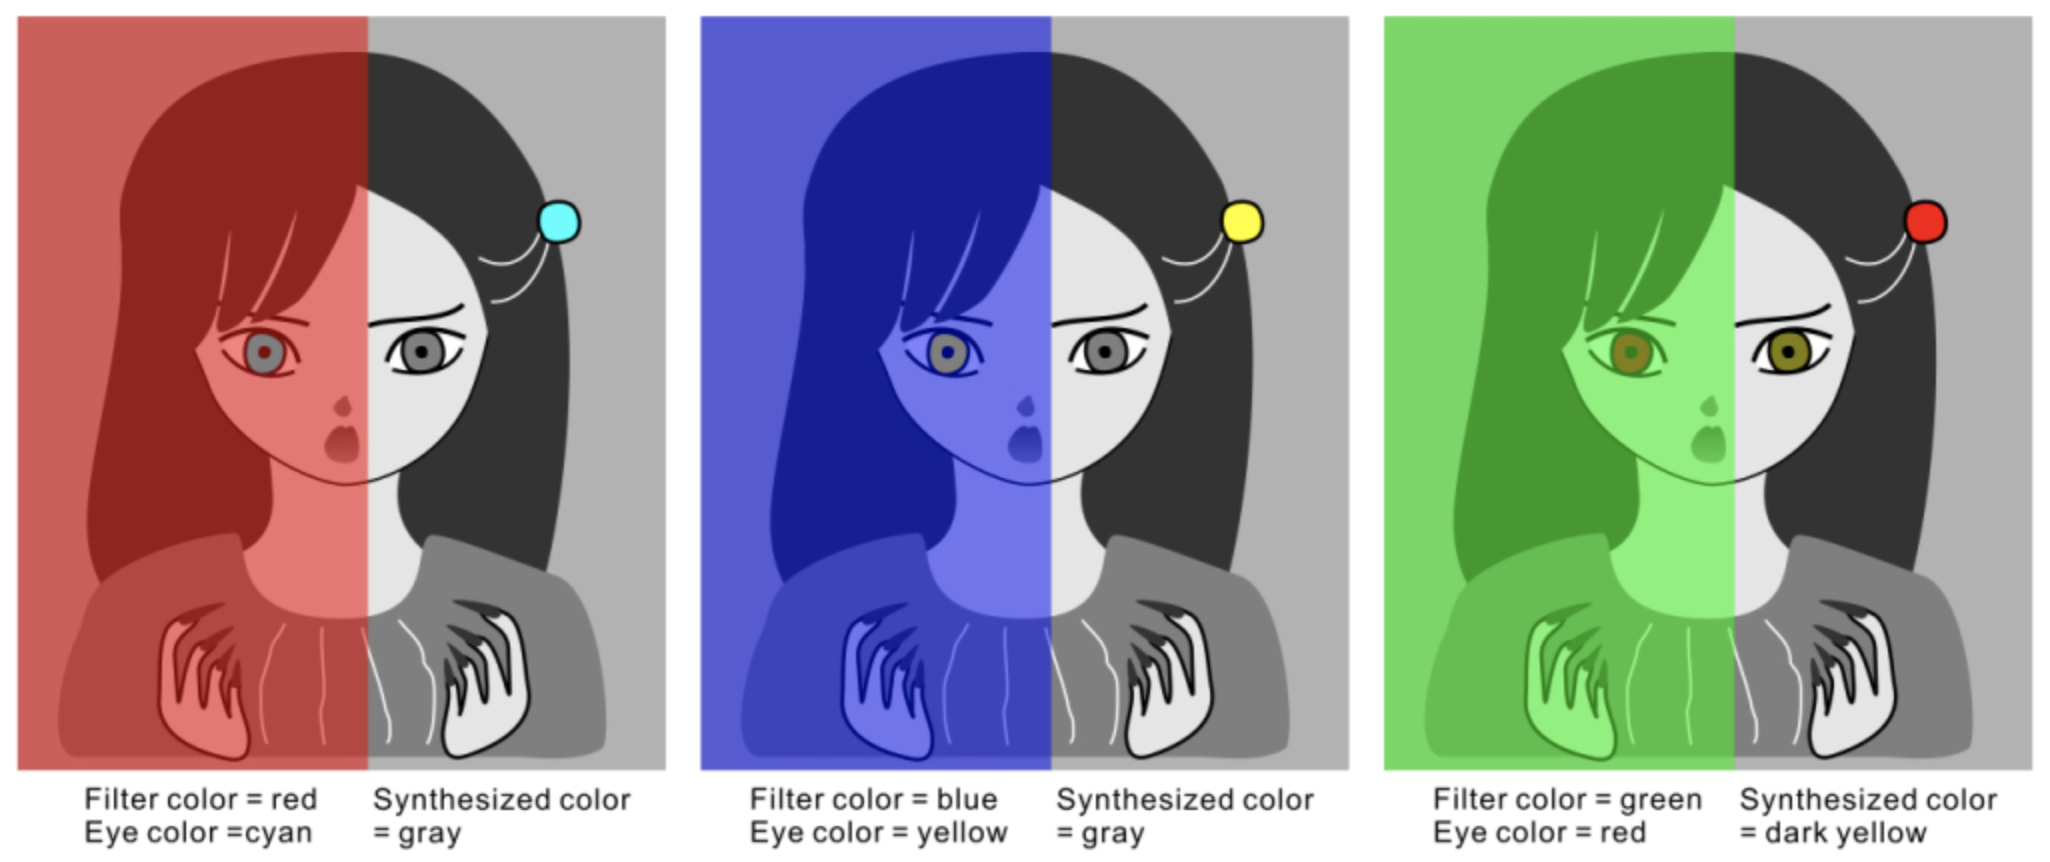 Filter color = red
Eye color =cyan
Synthesized color
= gray
Filter color = blue
Eye color = yellow
Synthesized color
= gray
Filter color = green
Eye color = red
Synthesized color
= dark yellow